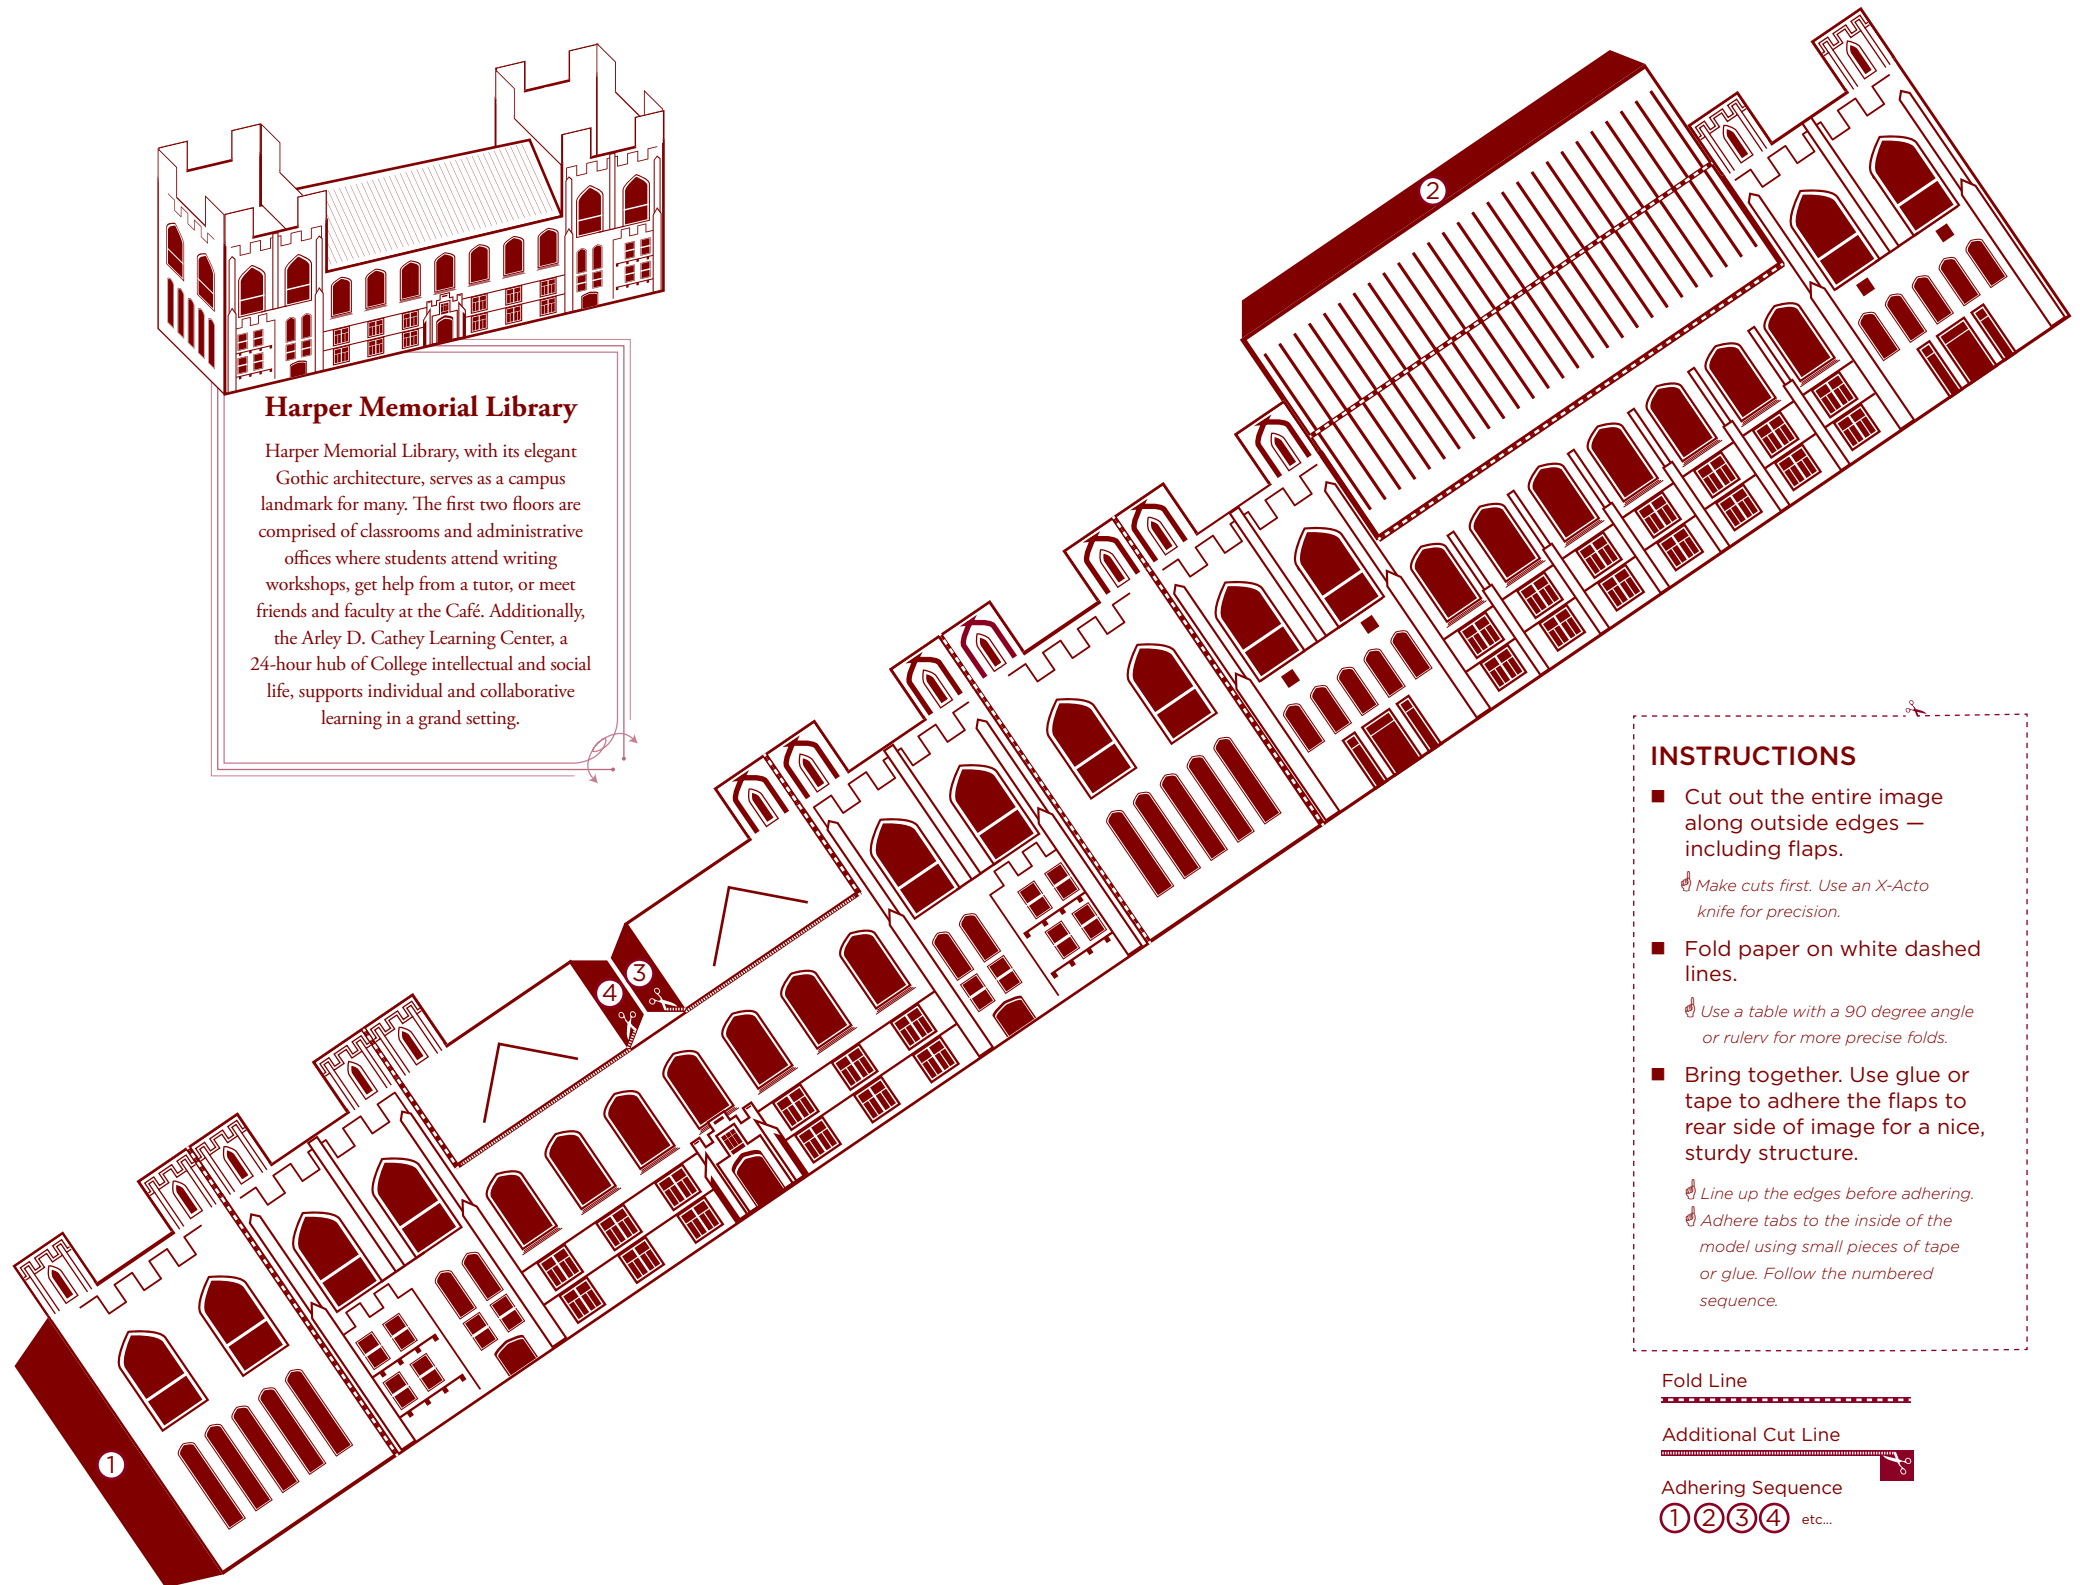 Harper Memorial Library
Harper Memorial Library, with its elegant
Gothic architecture, serves as a campus
landmark for many. The first two floors are
comprised of classrooms and administrative
offices where students attend writing
workshops, get help from a tutor, or meet
friends and faculty at the Café. Additionally,
the Arley D. Cathey Learning Center, a
24-hour hub of College intellectual and social
life, supports individual and collaborative
learning in a grand setting.
2
3
4
1
INSTRUCTIONS
Cut out the entire image
along outside edges —
including flaps.
Make cuts first. Use an X-Acto
knife for precision.
Fold paper on white dashed
lines.
Use a table with a 90 degree angle
or rulerv for more precise folds.
Bring together. Use glue or
tape to adhere the flaps to
rear side of image for a nice,
sturdy structure.
Line up the edges before adhering.
Adhere tabs to the inside of the
model using small pieces of tape
or glue. Follow the numbered
sequence.
Fold Line
Additional Cut Line
Adhering Sequence
1 2 3 4 etc...